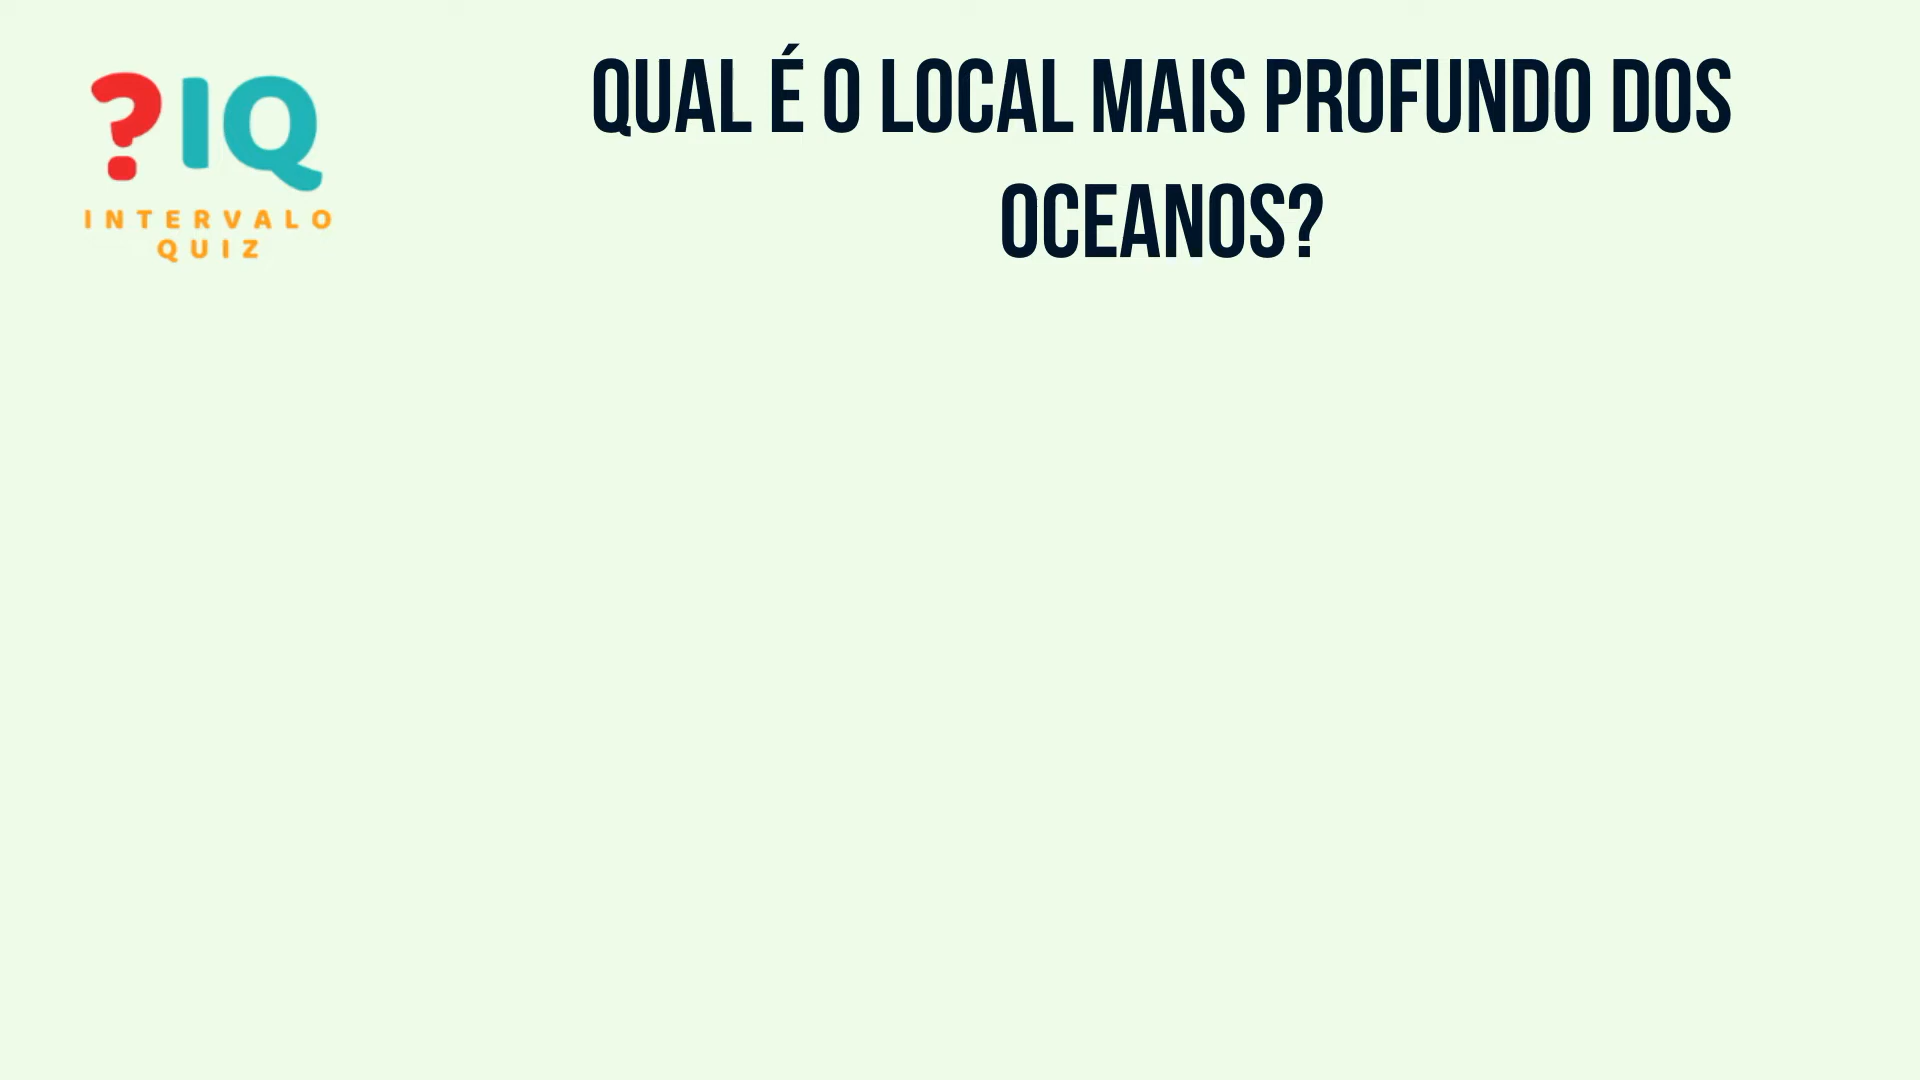 ?IQ
INTERVALO
QUIZ
QUAL É O LOCAL MAIS PROFUNDO DOS
OCEANOS?